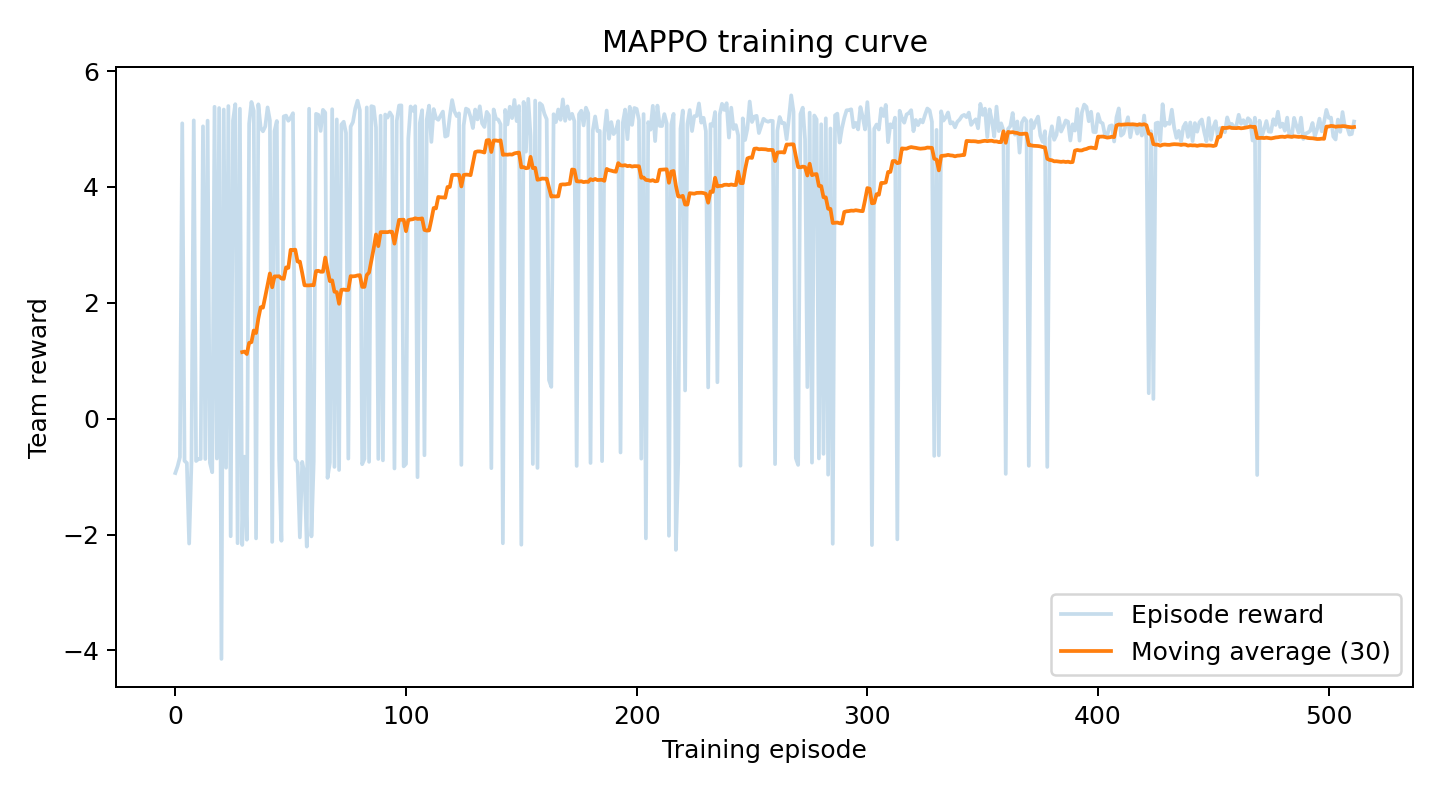 MAPPO training curve
Team reward
6
4
2
0
−2
−4
0 100 200 300 400 500
Training episode
Episode reward
Moving average (30)